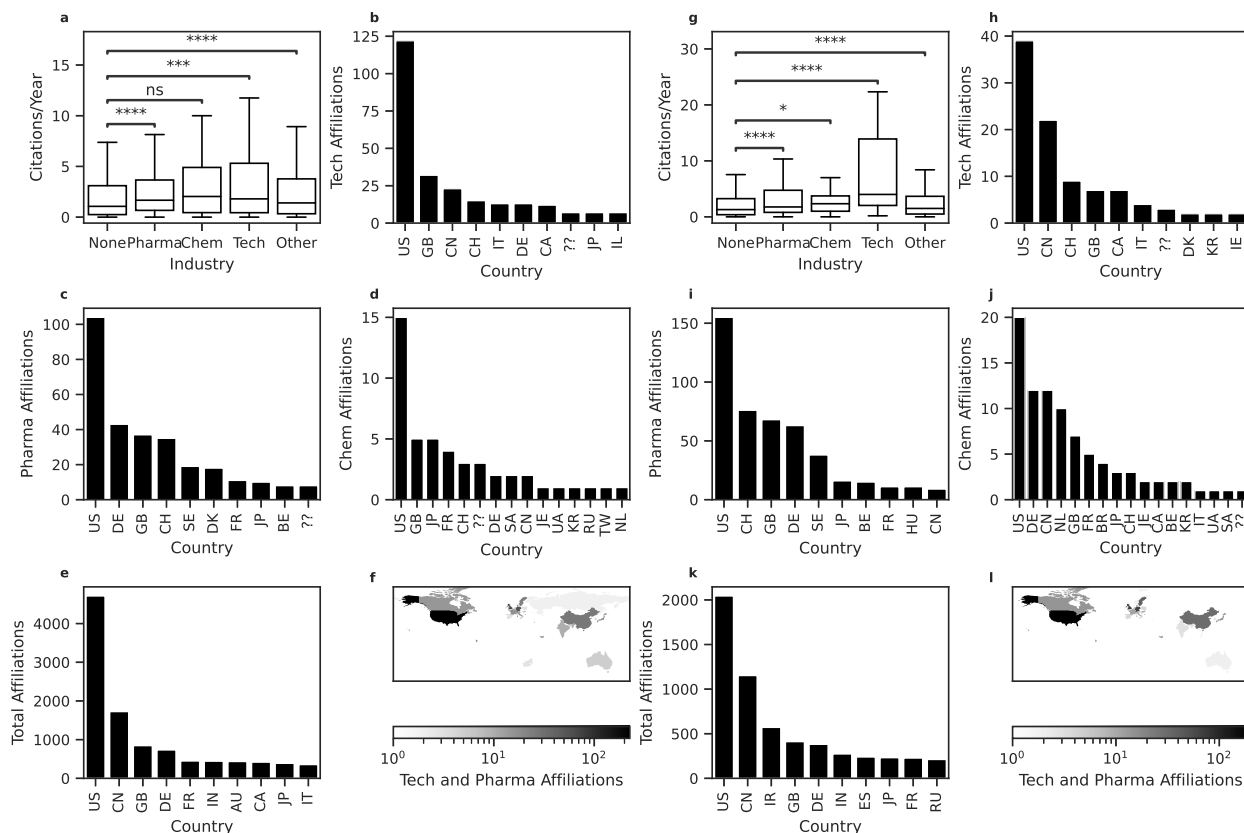 a
Citations/Year
15
10
5
0
****
***
ns
****
None Pharma Chem Tech Other
Industry
b
Tech Affiliations
125
100
75
50
25
0
US GB CN CH IT DE CA ?? JP IL
Country
g
Citations/Year
30
20
10
0
****
****
*
****
None Pharma Chem Tech Other
Industry
h
Tech Affiliations
40
30
20
10
0
US CN CH GB CA IT ?? DK KR IE
Country
c
Pharma Affiliations
100
80
60
40
20
0
US DE GB CH SE DK FR JP BE ??
Country
d
Chem Affiliations
15
10
5
0
US GB JP FR CH ?? DE SA CN JE UA KR RU TW NL
Country
i
Pharma Affiliations
150
100
50
0
US CH GB DE SE JP BE FR HU CN
Country
j
Chem Affiliations
20
15
10
5
0
US DE CN NL GB FR BR JP CH JE CA BE KR IT UA SA ??
Country
e
Total Affiliations
4000
3000
2000
1000
0
US CN GB DE FR IN AU CA JP IT
Country
f
10⁰ 10¹ 10²
Tech and Pharma Affiliations
k
Total Affiliations
2000
1500
1000
500
0
US CN IR GB DE IN ES JP FR RU
Country
l
10⁰ 10¹ 10²
Tech and Pharma Affiliations